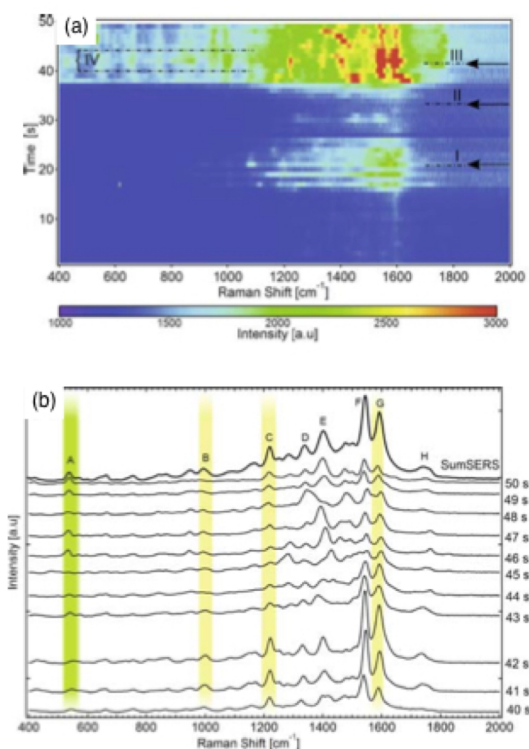 (a)
50
40
30
20
10
Time [s]
IV
III
II
I
400 600 800 1000 1200 1400 1600 1800 2000
Raman Shift [cm⁻¹]
1000 1500 2000 2500 3000
Intensity [a.u]
(b)
A B C D E F G H
SumSERS
50 s
49 s
48 s
47 s
46 s
45 s
44 s
43 s
42 s
41 s
40 s
Intensity [a.u]
400 600 800 1000 1200 1400 1600 1800 2000
Raman Shift [cm⁻¹]